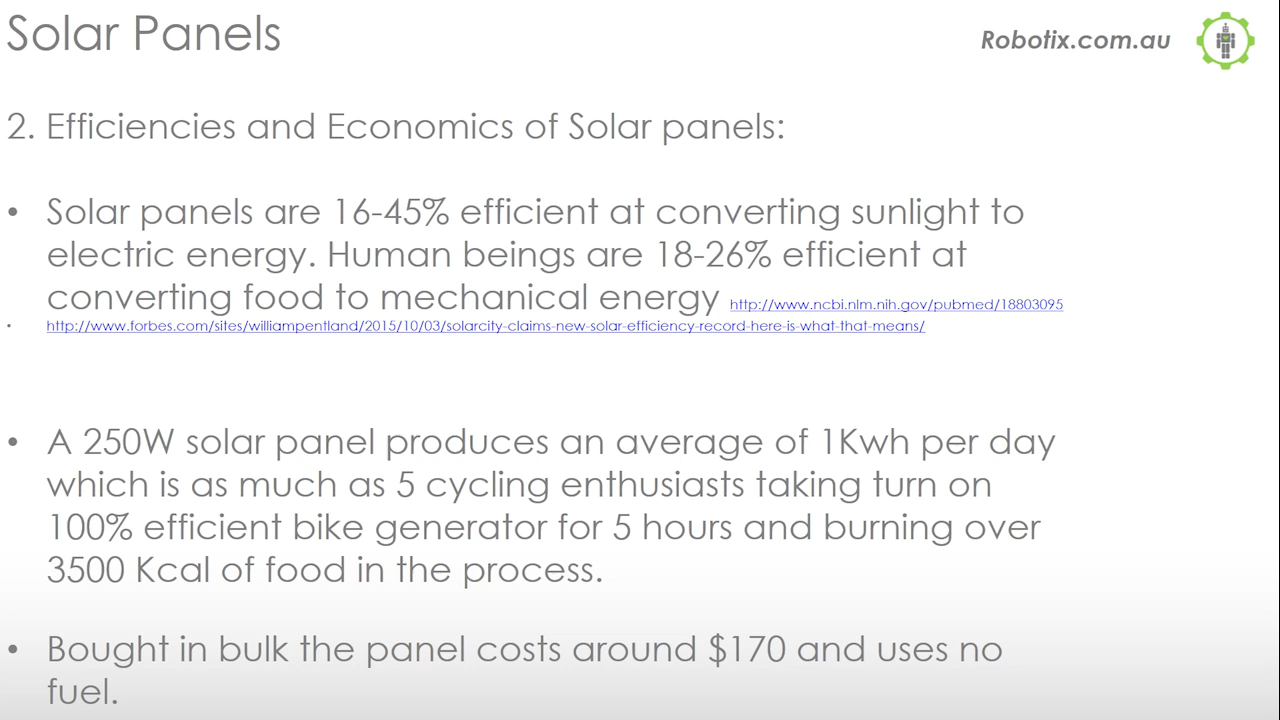 Solar Panels
Robotix.com.au
2. Efficiencies and Economics of Solar panels:
• Solar panels are 16-45% efficient at converting sunlight to
electric energy. Human beings are 18-26% efficient at
converting food to mechanical energy http://www.ncbi.nlm.nih.gov/pubmed/18803095
• http://www.forbes.com/sites/williampentland/2015/10/03/solarcity-claims-new-solar-efficiency-record-here-is-what-that-means/
• A 250W solar panel produces an average of 1Kwh per day
which is as much as 5 cycling enthusiasts taking turn on
100% efficient bike generator for 5 hours and burning over
3500 Kcal of food in the process.
• Bought in bulk the panel costs around $170 and uses no
fuel.